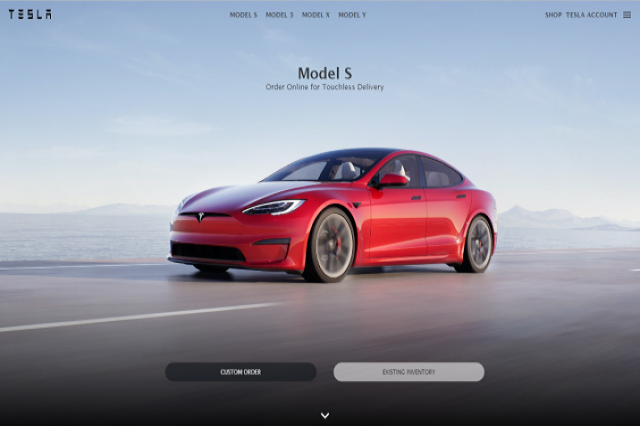 TESLA
MODEL S MODEL 3 MODEL X MODEL Y
SHOP TESLA ACCOUNT
Model S
Order Online for Touchless Delivery
CUSTOM ORDER
EXISTING INVENTORY